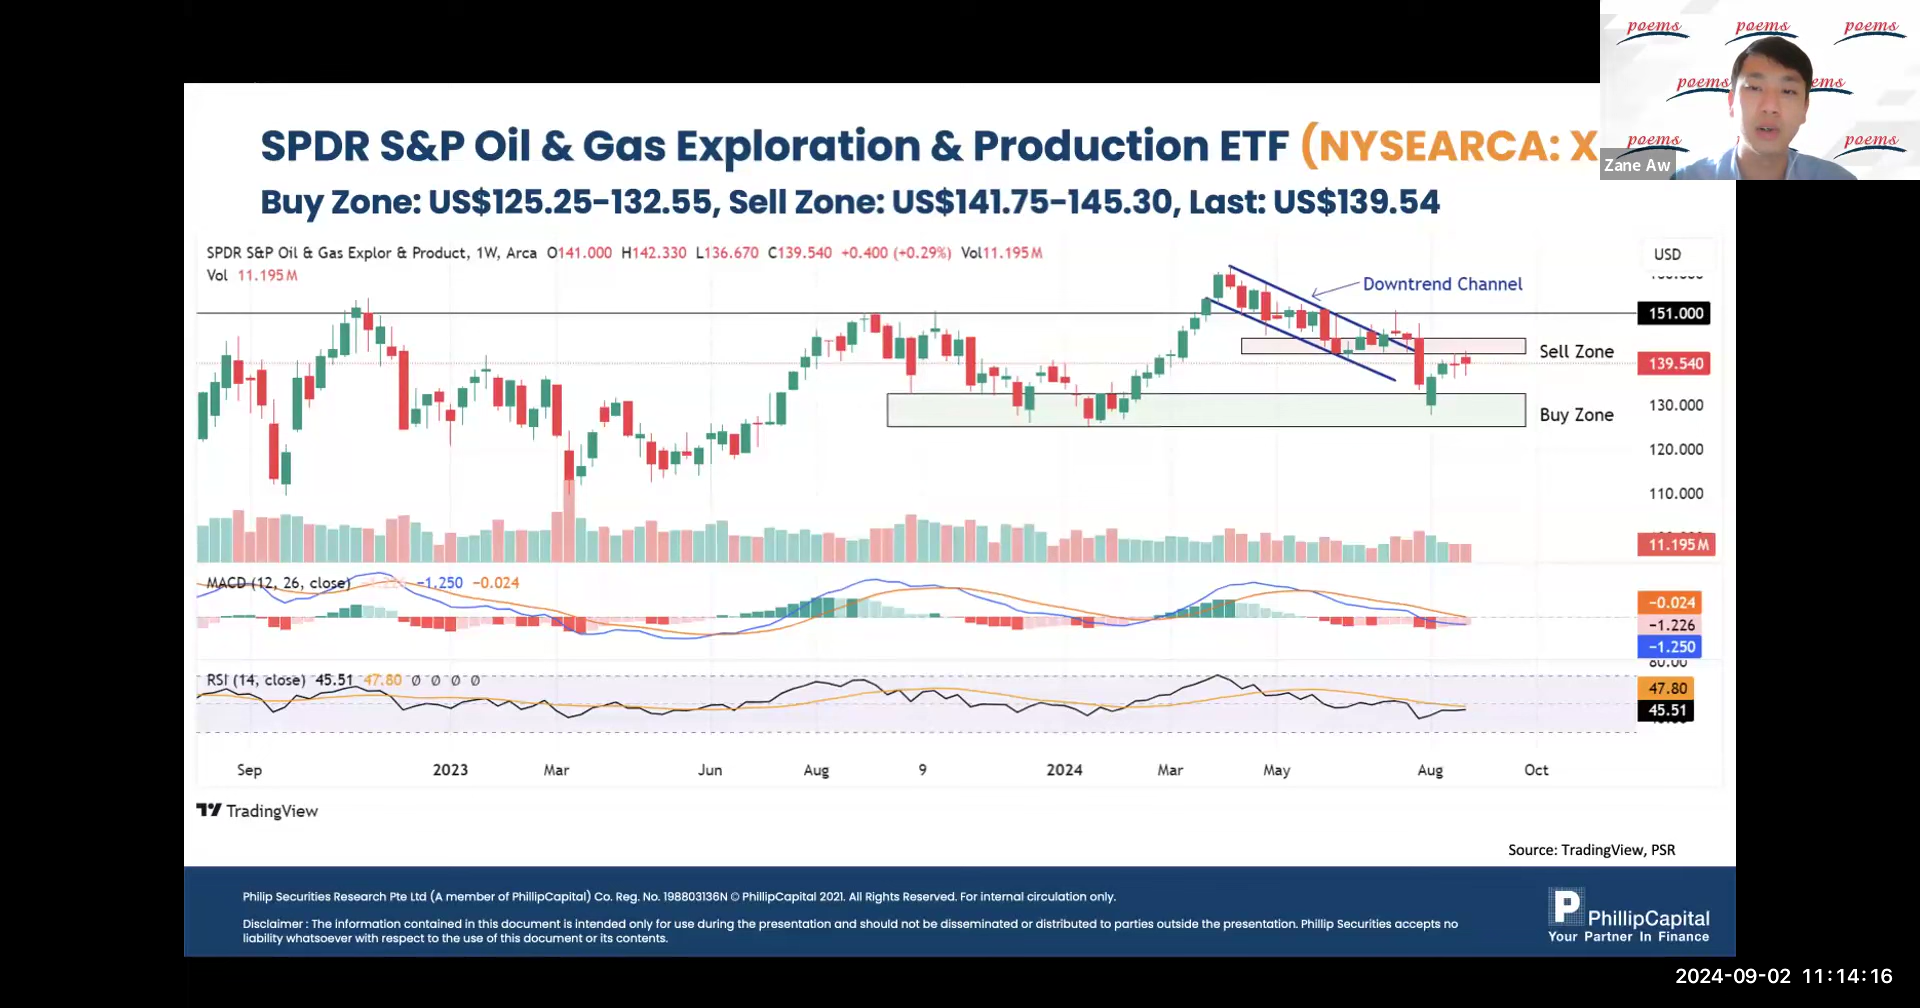 poems poems poems
poems ems
poems poems
Zane Aw
SPDR S&P Oil & Gas Exploration & Production ETF (NYSEARCA: X
Buy Zone: US$125.25-132.55, Sell Zone: US$141.75-145.30, Last: US$139.54
SPDR S&P Oil & Gas Explor & Product, 1W, Arca O141.000 H142.330 L136.670 C139.540 +0.400 (+0.29%) Vol11.195M
Vol 11.195M
USD
Downtrend Channel
151.000
Sell Zone
139.540
130.000
Buy Zone
120.000
110.000
11.195M
MACD (12, 26, close) -1.250 -0.024
-0.024
-1.226
-1.250
80.00
RSI (14, close) 45.51 47.80 Ø Ø Ø Ø
47.80
45.51
Sep 2023 Mar Jun Aug 9 2024 Mar May Aug Oct
TradingView
Source: TradingView, PSR
Philip Securities Research Pte Ltd (A member of PhillipCapital) Co. Reg. No. 198803136N © PhillipCapital 2021. All Rights Reserved. For internal circulation only.
Disclaimer : The information contained in this document is intended only for use during the presentation and should not be disseminated or distributed to parties outside the presentation. Phillip Securities accepts no
liability whatsoever with respect to the use of this document or its contents.
P PhillipCapital
Your Partner In Finance
2024-09-02 11:14:16